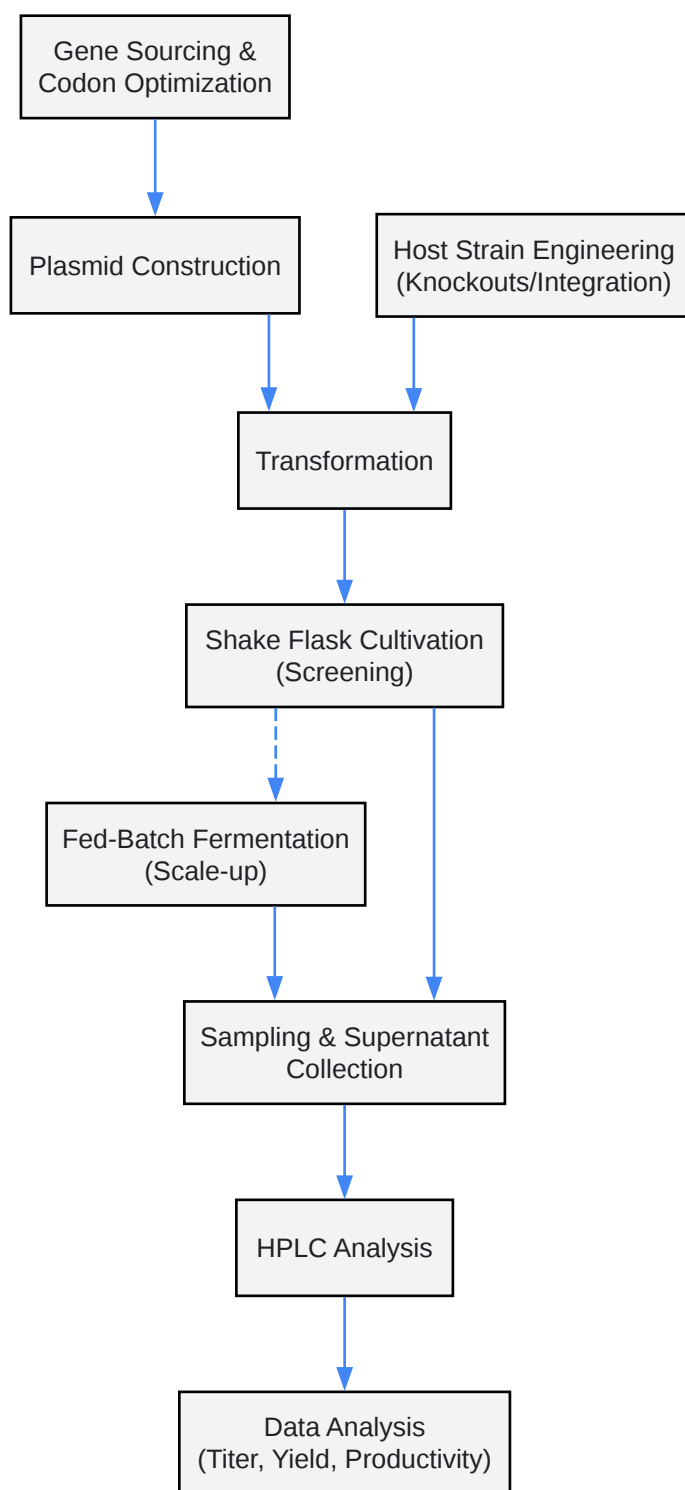 Gene Sourcing &
Codon Optimization
Plasmid Construction
Host Strain Engineering
(Knockouts/Integration)
Transformation
Shake Flask Cultivation
(Screening)
Fed-Batch Fermentation
(Scale-up)
Sampling & Supernatant
Collection
HPLC Analysis
Data Analysis
(Titer, Yield, Productivity)